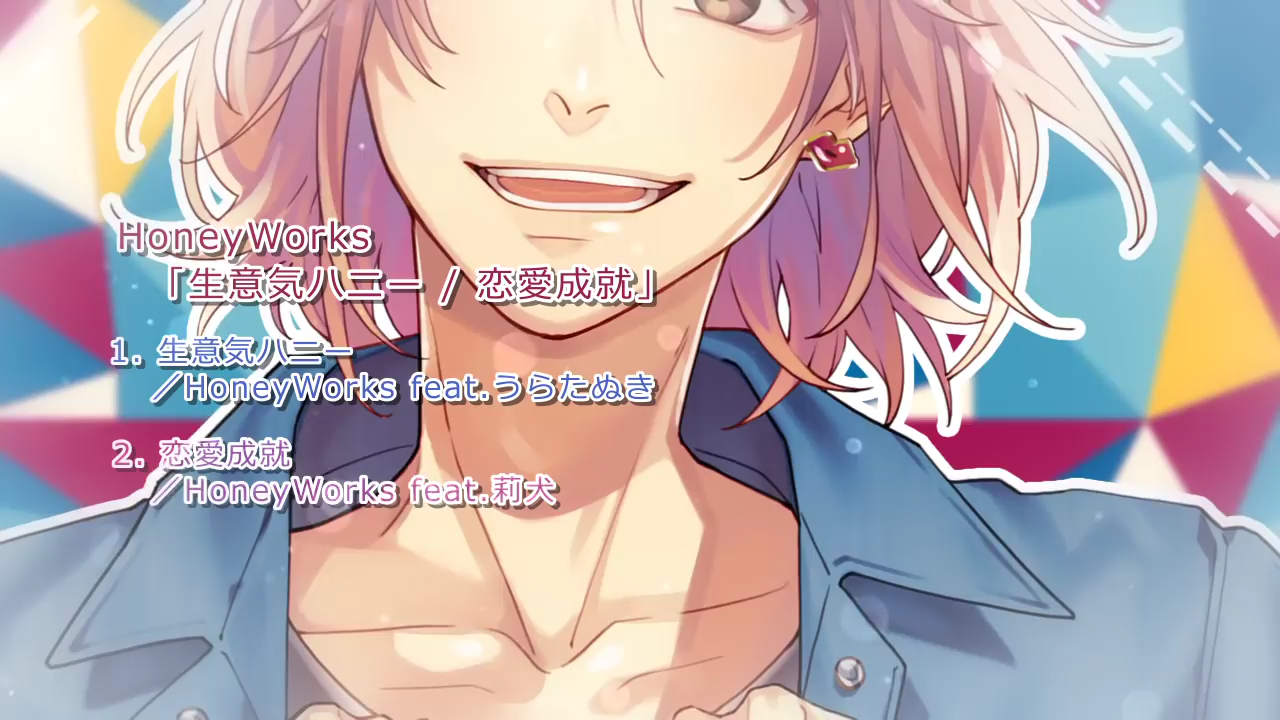 HoneyWorks
「生意気ハニー / 恋愛成就」
1. 生意気ハニー
／HoneyWorks feat.うらたぬき
2. 恋愛成就
／HoneyWorks feat.莉犬